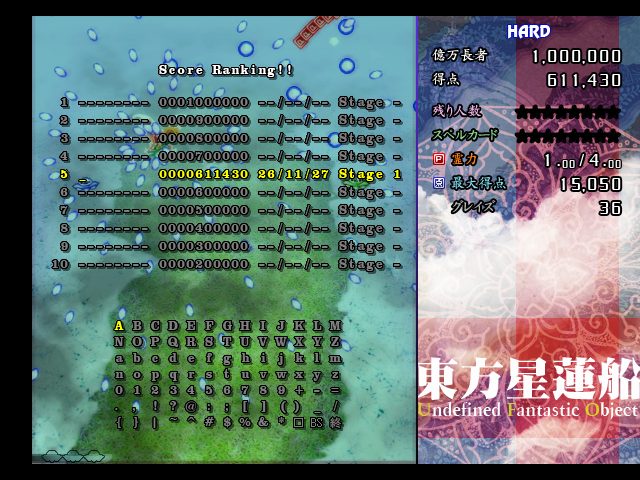 Score Ranking!!
1 -------- 0001000000 --/--/-- Stage -
2 -------- 0000900000 --/--/-- Stage -
3 -------- 0000800000 --/--/-- Stage -
4 -------- 0000700000 --/--/-- Stage -
5 _ 0000611430 26/11/27 Stage 1
6 -------- 0000600000 --/--/-- Stage -
7 -------- 0000500000 --/--/-- Stage -
8 -------- 0000400000 --/--/-- Stage -
9 -------- 0000300000 --/--/-- Stage -
10 -------- 0000200000 --/--/-- Stage -
A B C D E F G H I J K L M
N O P Q R S T U V W X Y Z
a b c d e f g h i j k l m
n o p q r s t u v w x y z
0 1 2 3 4 5 6 7 8 9 + - =
. , ! ? @ : ; [ ] ( ) _ /
{ } | ~ ^ # $ % & * □ BS 終
HARD
億万長者 1,000,000
得点 611,430
残り人数 ★★★★★★★★
スペルカード ★★★★★★★★
P 霊力 1.00/4.00
点 最大得点 15,050
グレイズ 36
東方星蓮船
Undefined Fantastic Object